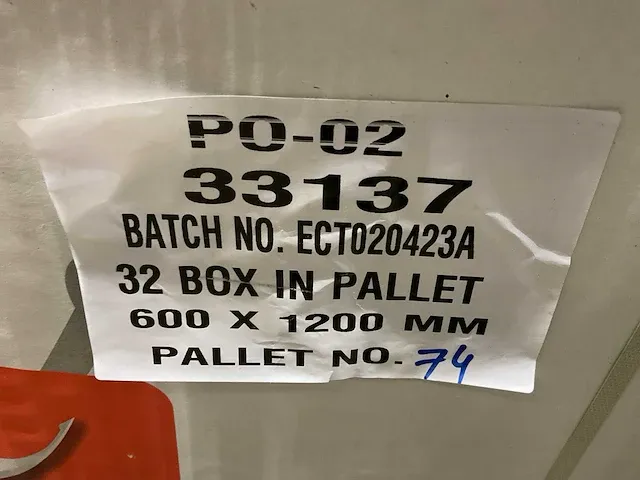 PO-02
33137
BATCH NO. ECT020423A
32 BOX IN PALLET
600 X 1200 MM
PALLET NO. 74